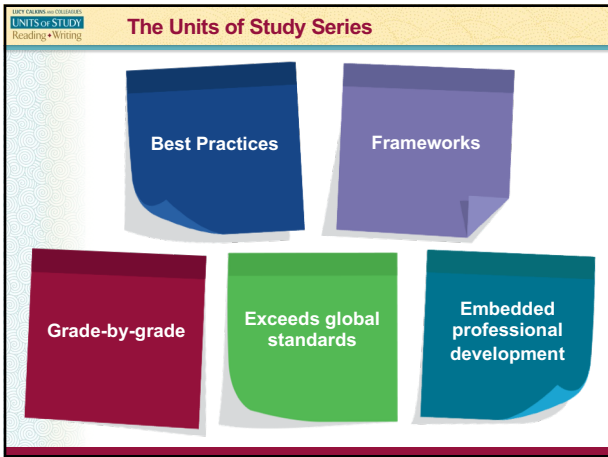 LUCY CALKINS AND COLLEAGUES
UNITS OF STUDY
Reading ♦ Writing
The Units of Study Series
Best Practices
Frameworks
Grade-by-grade
Exceeds global
standards
Embedded
professional
development